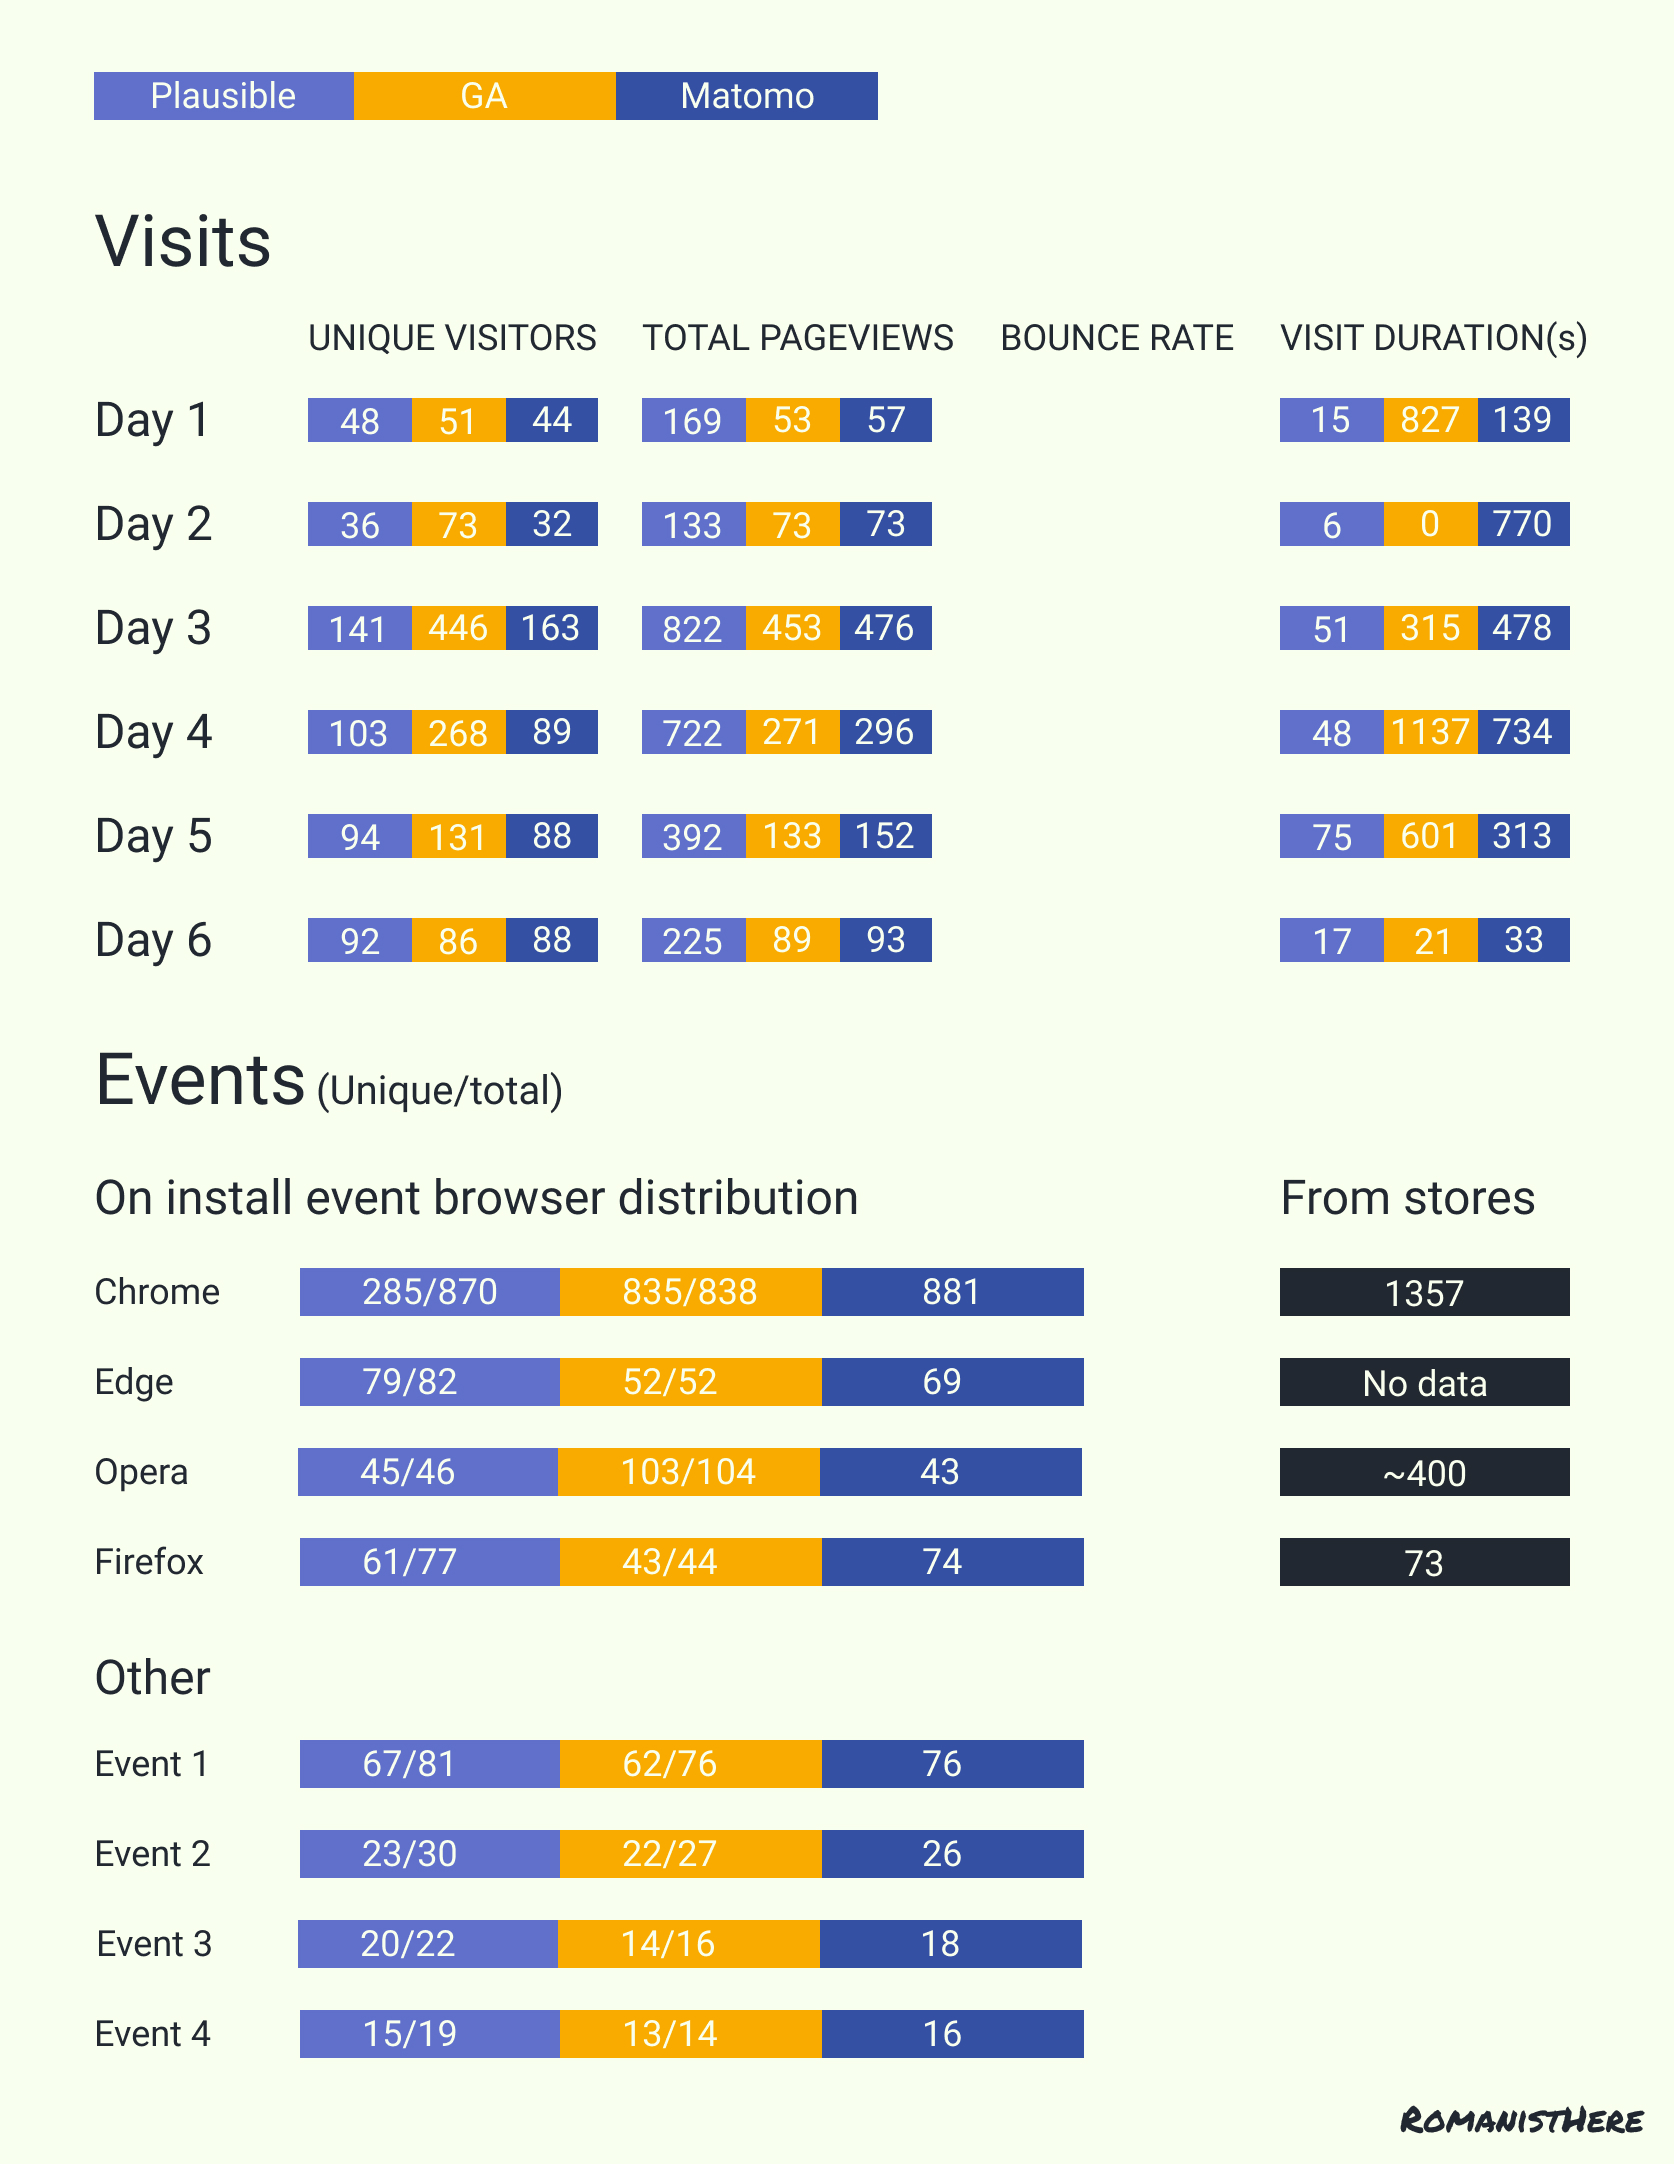 Plausible GA Matomo
Visits
UNIQUE VISITORS TOTAL PAGEVIEWS BOUNCE RATE VISIT DURATION(s)
Day 1 48 51 44 169 53 57 15 827 139
Day 2 36 73 32 133 73 73 6 0 770
Day 3 141 446 163 822 453 476 51 315 478
Day 4 103 268 89 722 271 296 48 1137 734
Day 5 94 131 88 392 133 152 75 601 313
Day 6 92 86 88 225 89 93 17 21 33
Events (Unique/total)
On install event browser distribution From stores
Chrome 285/870 835/838 881 1357
Edge 79/82 52/52 69 No data
Opera 45/46 103/104 43 ~400
Firefox 61/77 43/44 74 73
Other
Event 1 67/81 62/76 76
Event 2 23/30 22/27 26
Event 3 20/22 14/16 18
Event 4 15/19 13/14 16
ROMANISTHERE